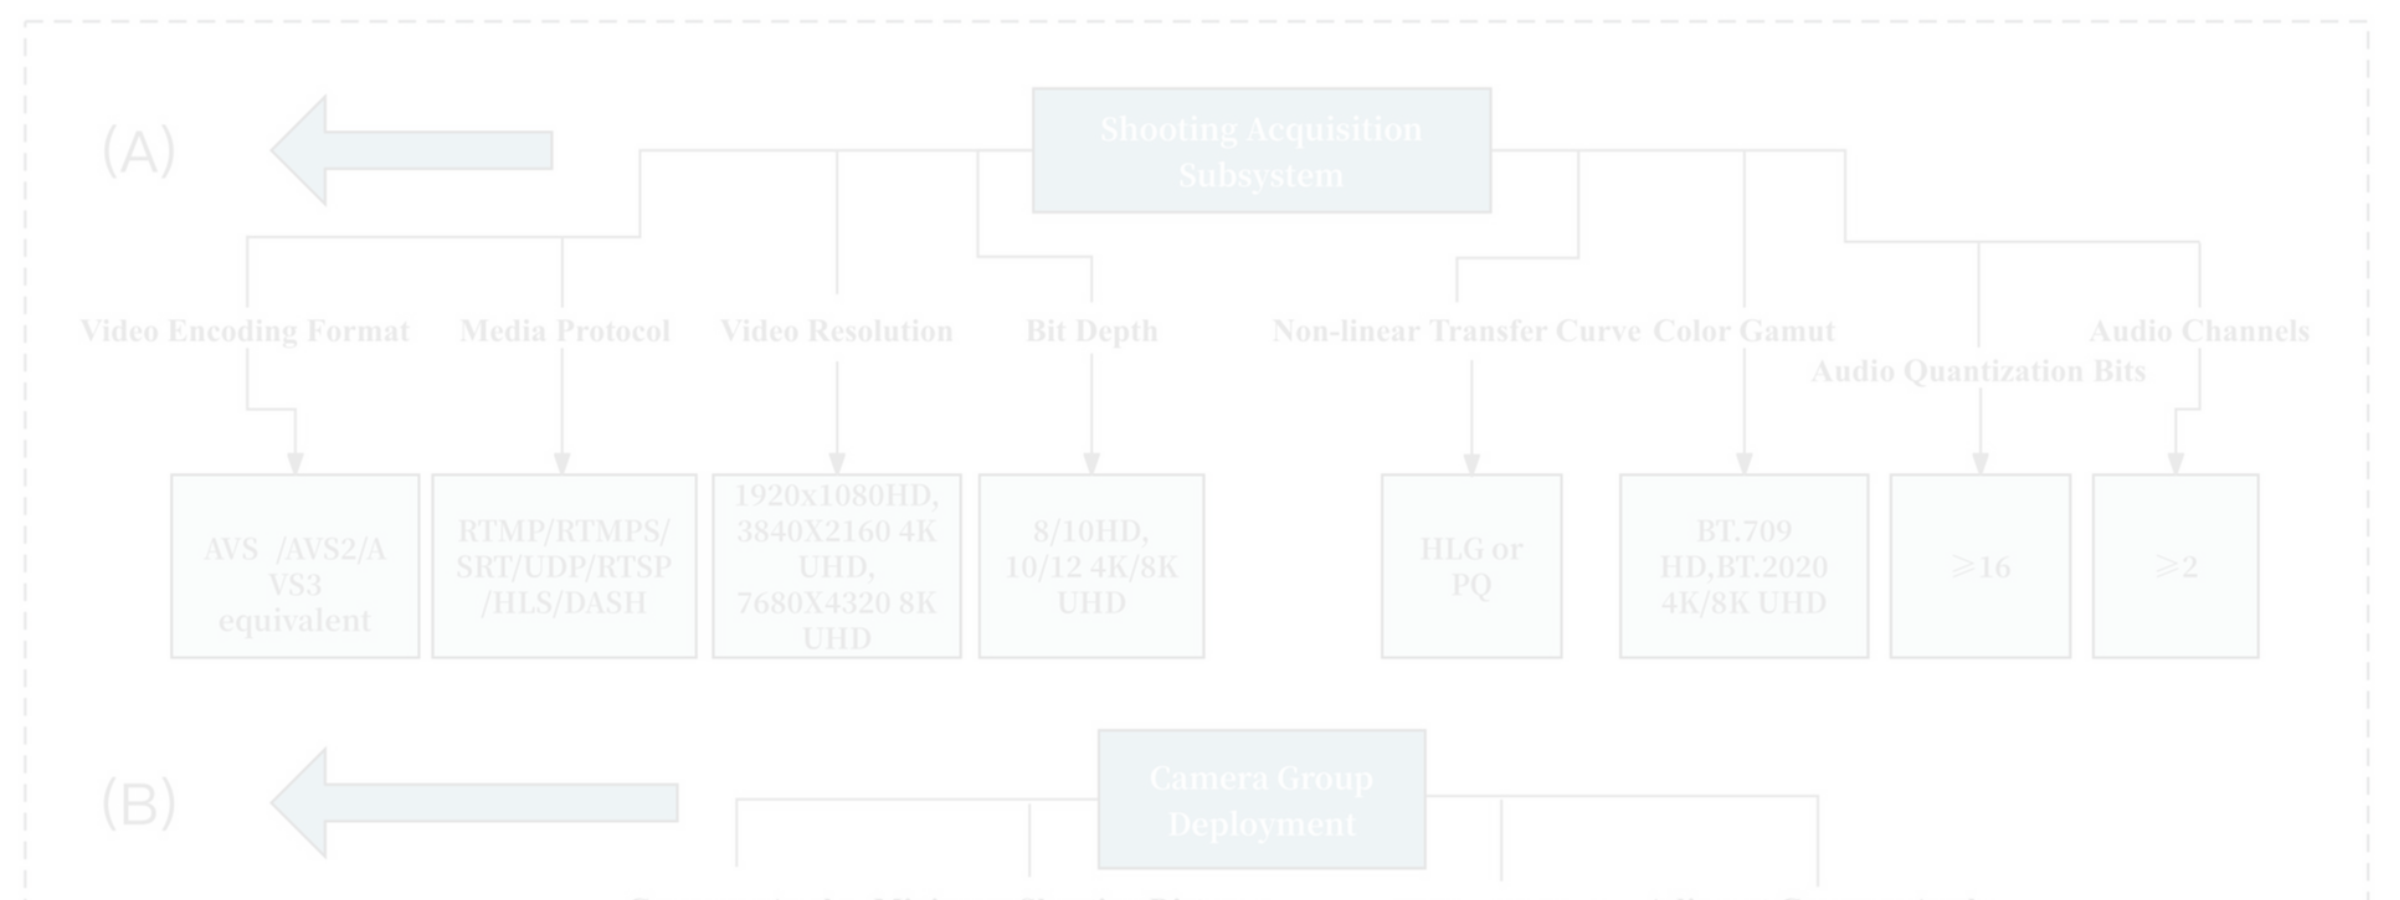 (A)
Shooting Acquisition
Subsystem
Video Encoding Format
Media Protocol
Video Resolution
Bit Depth
Non-linear Transfer Curve
Color Gamut
Audio Channels
Audio Quantization Bits
AVS /AVS2/A
VS3
equivalent
RTMP/RTMPS/
SRT/UDP/RTSP
/HLS/DASH
1920x1080HD,
3840X2160 4K
UHD,
7680X4320 8K
UHD
8/10HD,
10/12 4K/8K
UHD
HLG or
PQ
BT.709
HD,BT.2020
4K/8K UHD
⩾16
⩾2
(B)
Camera Group
Deployment